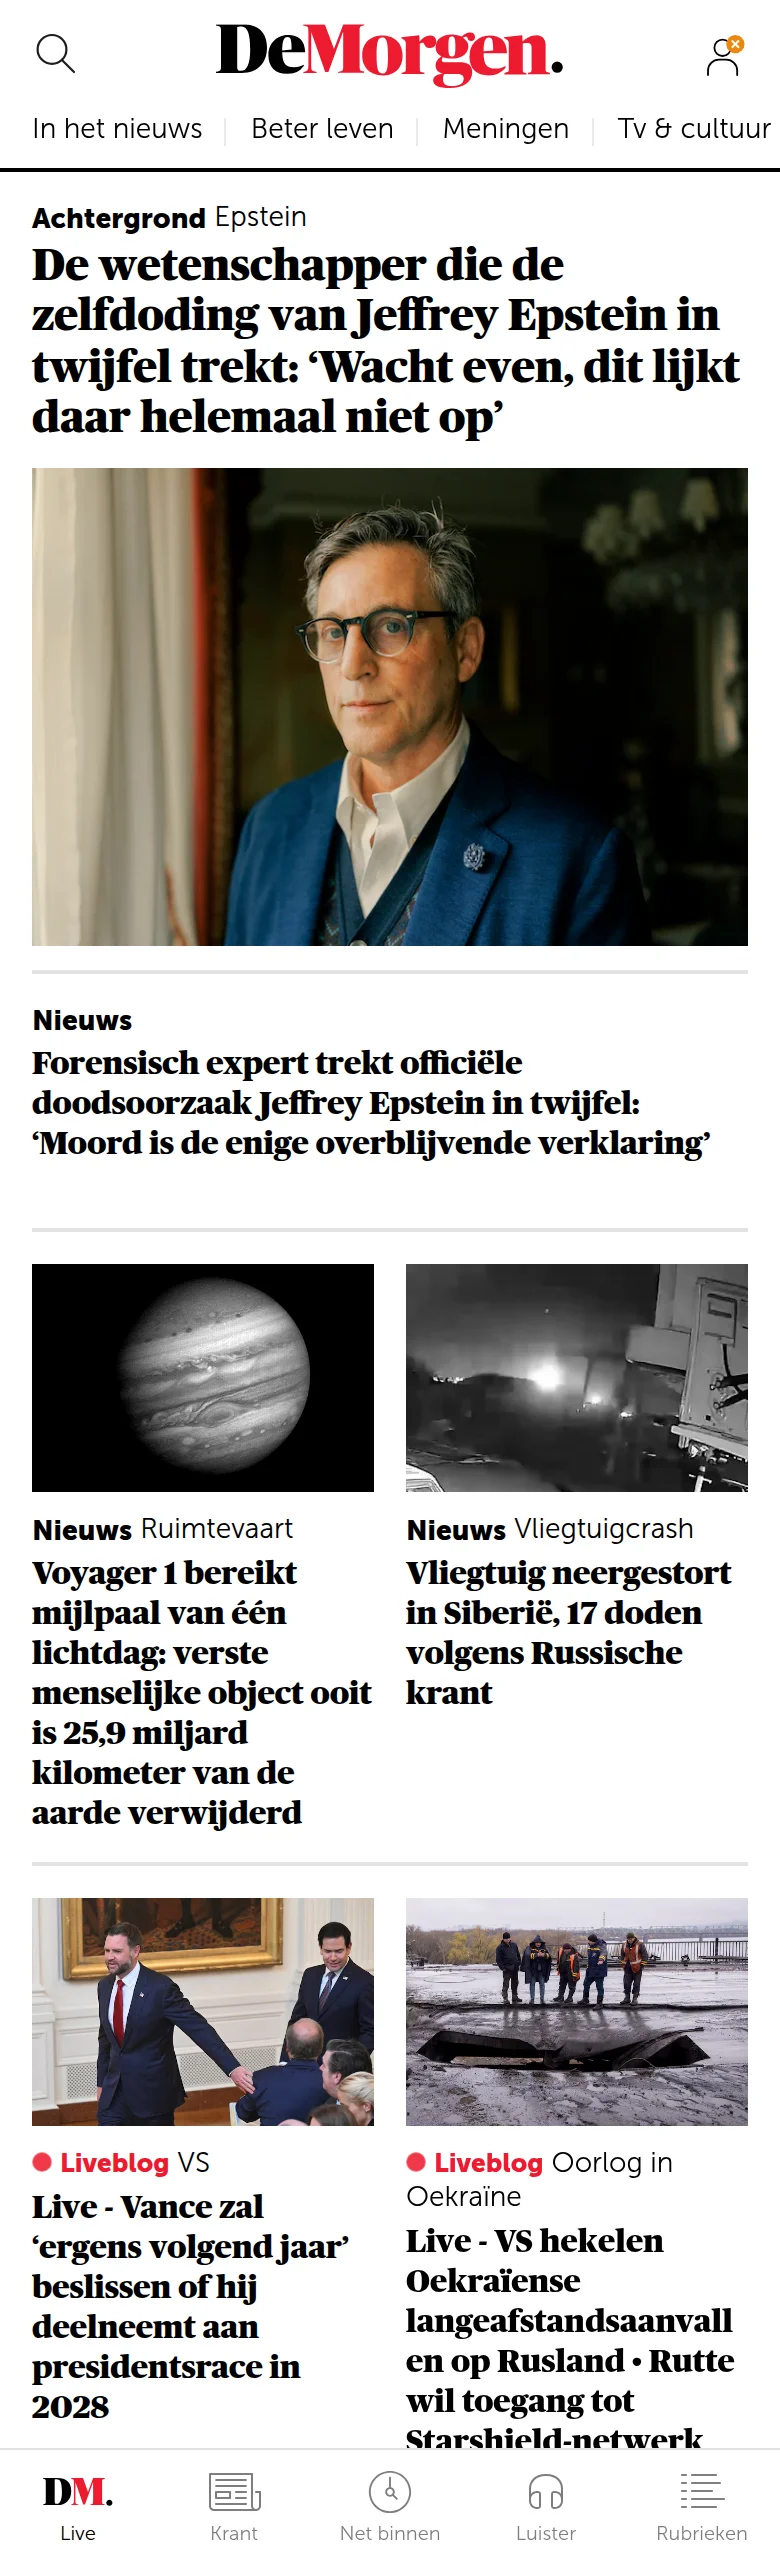 DeMorgen.
In het nieuws
Beter leven
Meningen
Tv & cultuur
Achtergrond Epstein
De wetenschapper die de
zelfdoding van Jeffrey Epstein in
twijfel trekt: ‘Wacht even, dit lijkt
daar helemaal niet op’
Nieuws
Forensisch expert trekt officiële
doodsoorzaak Jeffrey Epstein in twijfel:
‘Moord is de enige overblijvende verklaring’
Nieuws Ruimtevaart
Voyager 1 bereikt
mijlpaal van één
lichtdag: verste
menselijke object ooit
is 25,9 miljard
kilometer van de
aarde verwijderd
Nieuws Vliegtuigcrash
Vliegtuig neergestort
in Siberië, 17 doden
volgens Russische
krant
Liveblog VS
Live - Vance zal
‘ergens volgend jaar’
beslissen of hij
deelneemt aan
presidentsrace in
2028
Liveblog Oorlog in
Oekraïne
Live - VS hekelen
Oekraïense
langeafstandsaanvall
en op Rusland • Rutte
wil toegang tot
Starshield-netwerk
DM.
Live
Krant
Net binnen
Luister
Rubrieken